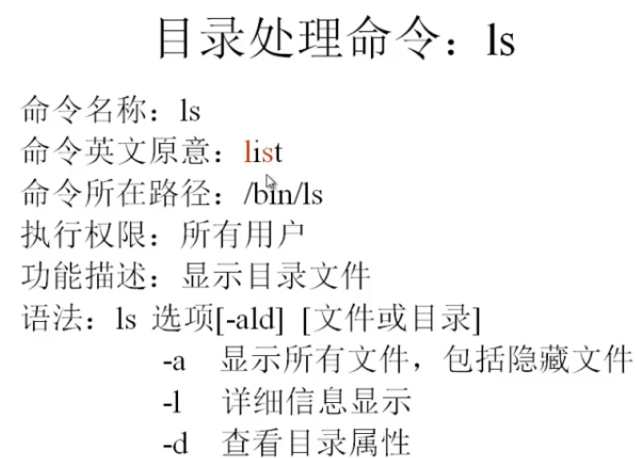 目录处理命令：ls
命令名称：ls
命令英文原意：list
命令所在路径：/bin/ls
执行权限：所有用户
功能描述：显示目录文件
语法：ls 选项[-ald] [文件或目录]
-a 显示所有文件，包括隐藏文件
-l 详细信息显示
-d 查看目录属性